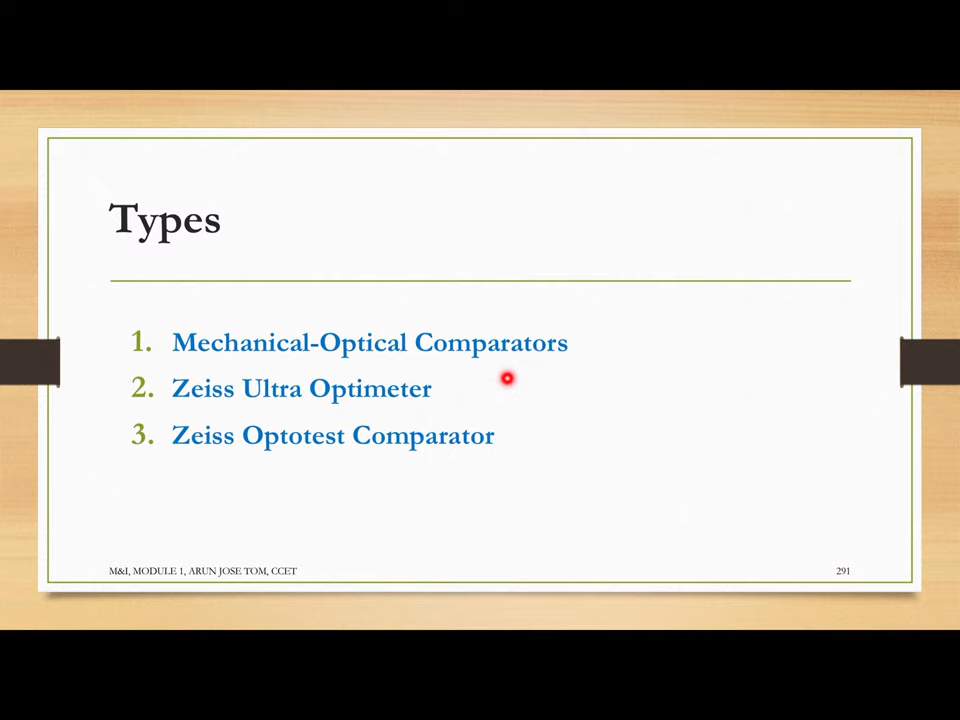 Types
1. Mechanical-Optical Comparators
2. Zeiss Ultra Optimeter
3. Zeiss Optotest Comparator
M&I, MODULE 1, ARUN JOSE TOM, CCET 291